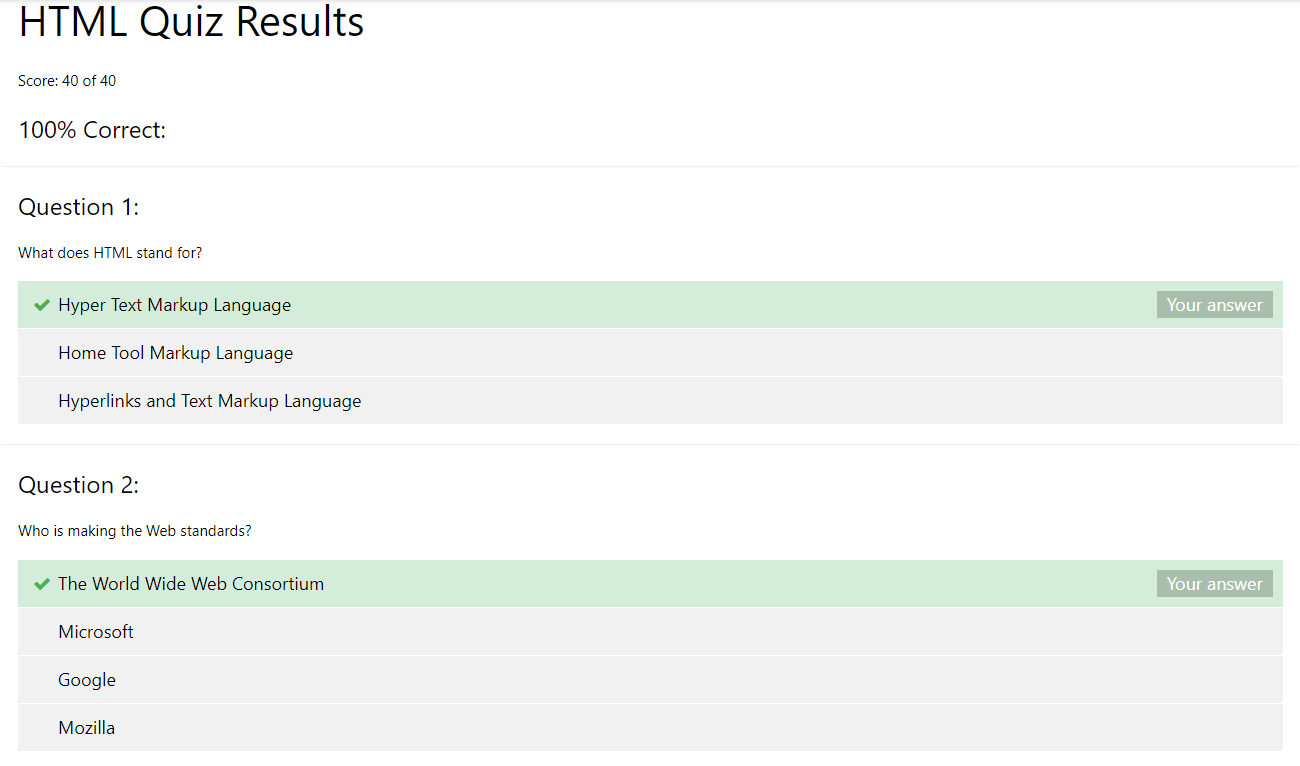 HTML Quiz Results
Score: 40 of 40
100% Correct:
Question 1:
What does HTML stand for?
Hyper Text Markup Language Your answer
Home Tool Markup Language
Hyperlinks and Text Markup Language
Question 2:
Who is making the Web standards?
The World Wide Web Consortium Your answer
Microsoft
Google
Mozilla